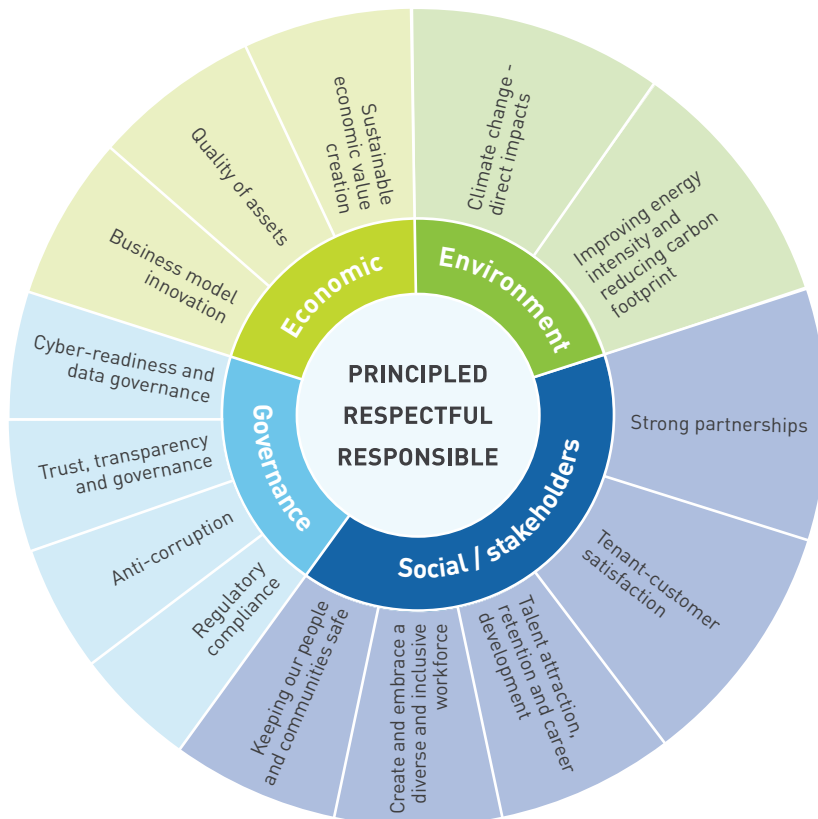 PRINCIPLED
RESPECTFUL
RESPONSIBLE
Economic
Sustainable
economic value
creation
Quality of assets
Business model
innovation
Environment
Climate change -
direct impacts
Improving energy
intensity and
reducing carbon
footprint
Social / stakeholders
Strong partnerships
Tenant-customer
satisfaction
Talent attraction,
retention and career
development
Create and embrace a
diverse and inclusive
workforce
Keeping our people
and communities safe
Governance
Regulatory
compliance
Anti-corruption
Trust, transparency
and governance
Cyber-readiness and
data governance